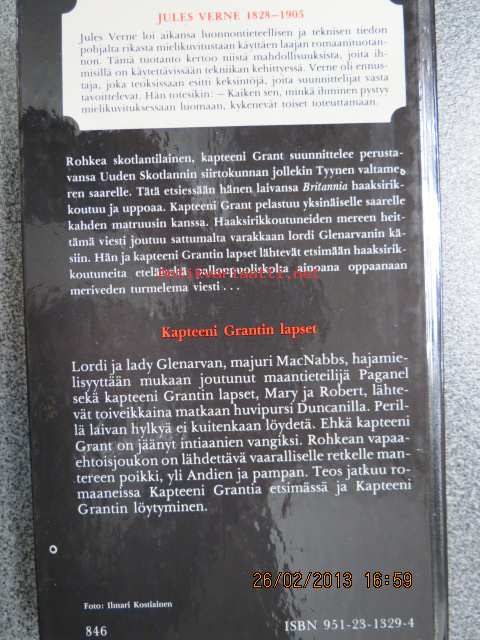 JULES VERNE 1828–1905
Jules Verne loi aikansa luonnontieteellisen ja teknisen tiedon
pohjalta rikasta mielikuvitustaan käyttäen laajan romaanituotan-
non. Tämä tuotanto kertoo niistä mahdollisuuksista, joita ih-
misillä on käytettävissään tekniikan kehittyessä. Verne oli ennus-
taja, joka teoksissaan esitti keksintöjä, joita suunnittelijat vasta
tavoittelevat. Hän totesikin: – Kaiken sen, minkä ihminen pystyy
mielikuvituksessaan luomaan, kykenevät toiset toteuttamaan.
Rohkea skotlantilainen, kapteeni Grant suunnittelee perusta-
vansa Uuden Skotlannin siirtokunnan jollekin Tyynen valtame-
ren saarelle. Tätä etsiessään hänen laivansa Britannia haaksirik-
koutuu ja uppoaa. Kapteeni Grant pelastuu yksinäiselle saarelle
kahden matruusin kanssa. Haaksirikkoutuneiden mereen heit-
tämä viesti joutuu sattumalta varakkaan lordi Glenarvanin kä-
siin. Hän ja kapteeni Grantin lapset lähtevät etsimään haaksirik-
koutuneita eteläiseltä pallonpuoliskolta ainoana oppaanaan
meriveden turmelema viesti . . .
Kapteeni Grantin lapset
Lordi ja lady Glenarvan, majuri MacNabbs, hajamie-
lisyyttään mukaan joutunut maantieteilijä Paganel
sekä kapteeni Grantin lapset, Mary ja Robert, lähte-
vät toiveikkaina matkaan huvipursi Duncanilla. Peril-
lä laivan hylkyä ei kuitenkaan löydetä. Ehkä kapteeni
Grant on jäänyt intiaanien vangiksi. Rohkean vapaa-
ehtoisjoukon on lähdettävä vaaralliselle retkelle man-
tereen poikki, yli Andien ja pampan. Teos jatkuu ro-
maaneissa Kapteeni Grantia etsimässä ja Kapteeni
Grantin löytyminen.
26/02/2013 16:59
Foto: Ilmari Kostiainen
846
ISBN 951-23-1329-4